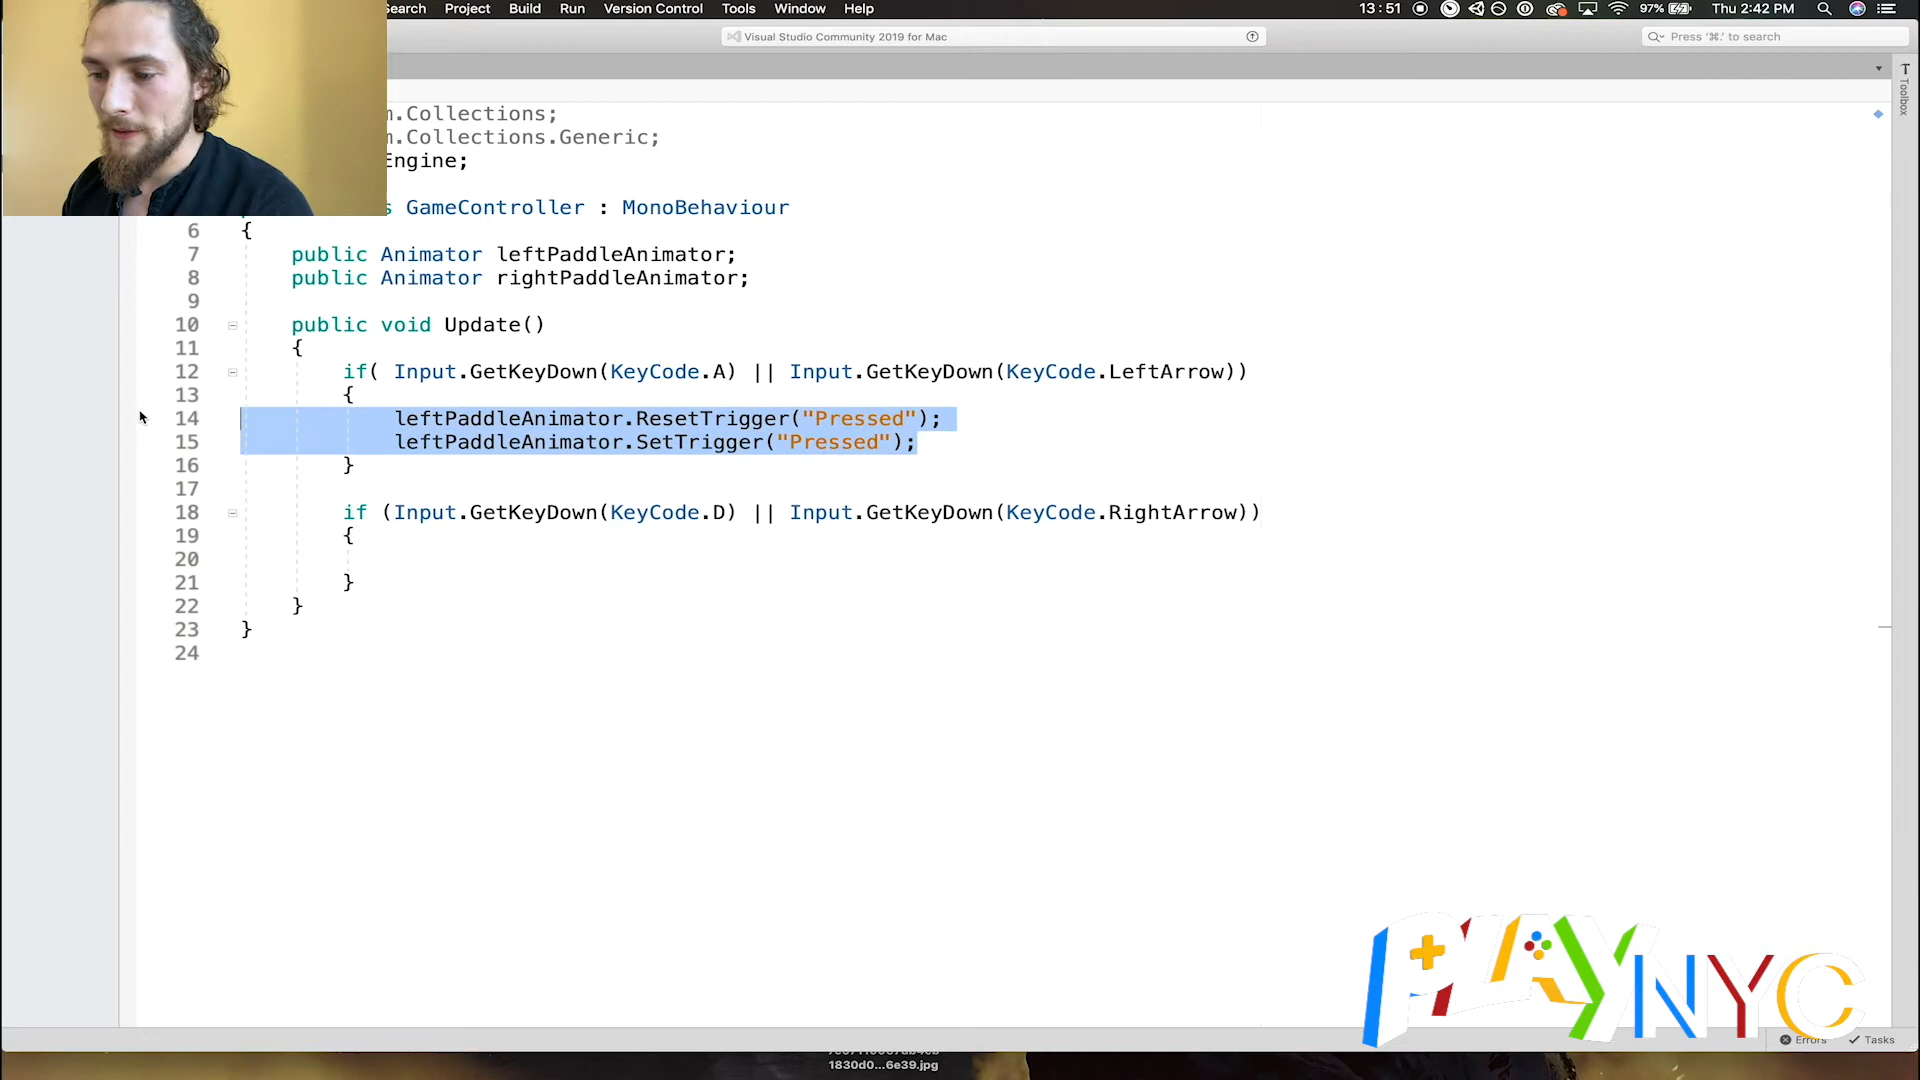 Search Project Build Run Version Control Tools Window Help 13:51 97% Thu 2:42 PM
Visual Studio Community 2019 for Mac
Press '⌘.' to search
Toolbox
m.Collections;
m.Collections.Generic;
Engine;
s GameController : MonoBehaviour
6 {
7 public Animator leftPaddleAnimator;
8 public Animator rightPaddleAnimator;
9
10 public void Update()
11 {
12 if( Input.GetKeyDown(KeyCode.A) || Input.GetKeyDown(KeyCode.LeftArrow))
13 {
14 leftPaddleAnimator.ResetTrigger("Pressed");
15 leftPaddleAnimator.SetTrigger("Pressed");
16 }
17
18 if (Input.GetKeyDown(KeyCode.D) || Input.GetKeyDown(KeyCode.RightArrow))
19 {
20
21 }
22 }
23 }
24
PLAY NYC
Errors Tasks
1830d0...6e39.jpg